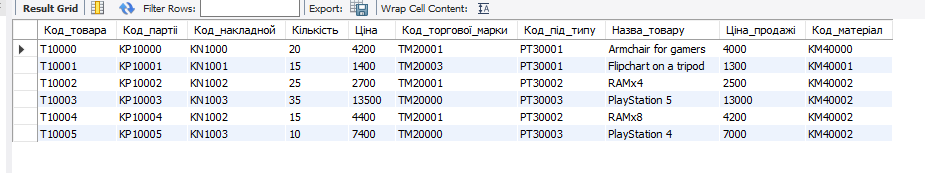 Result Grid Filter Rows: Export: Wrap Cell Content:
Код_товара Код_партії Код_накладной Кількість Ціна Код_торгової_марки Код_під_типу Назва_товару Ціна_продажі Код_матеріал
T10000 KP10000 KN1000 20 4200 TM20001 PT30001 Armchair for gamers 4000 KM40000
T10001 KP10001 KN1001 15 1400 TM20003 PT30001 Flipchart on a tripod 1300 KM40001
T10002 KP10002 KN1002 25 2700 TM20001 PT30002 RAMx4 2500 KM40002
T10003 KP10003 KN1003 35 13500 TM20000 PT30003 PlayStation 5 13000 KM40002
T10004 KP10004 KN1002 15 4400 TM20001 PT30002 RAMx8 4200 KM40002
T10005 KP10005 KN1003 10 7400 TM20000 PT30003 PlayStation 4 7000 KM40002